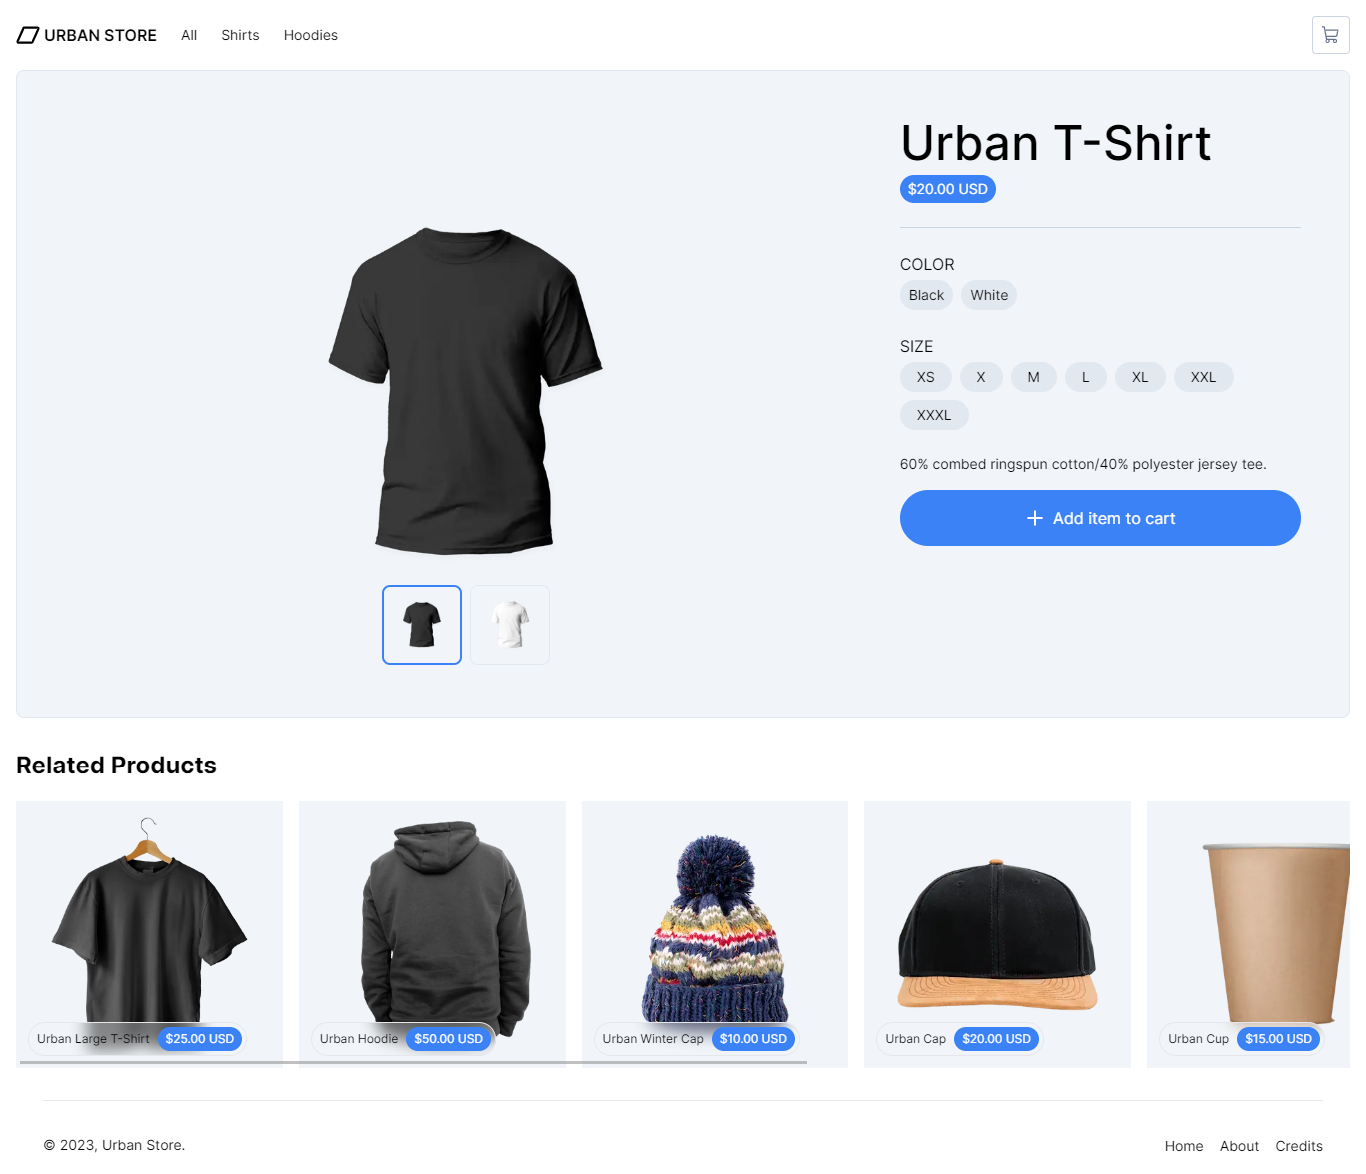 URBAN STORE All Shirts Hoodies
Urban T-Shirt
$20.00 USD
COLOR
Black White
SIZE
XS X M L XL XXL
XXXL
60% combed ringspun cotton/40% polyester jersey tee.
Add item to cart
Related Products
Urban Large T-Shirt $25.00 USD
Urban Hoodie $50.00 USD
Urban Winter Cap $10.00 USD
Urban Cap $20.00 USD
Urban Cup $15.00 USD
© 2023, Urban Store.
Home About Credits